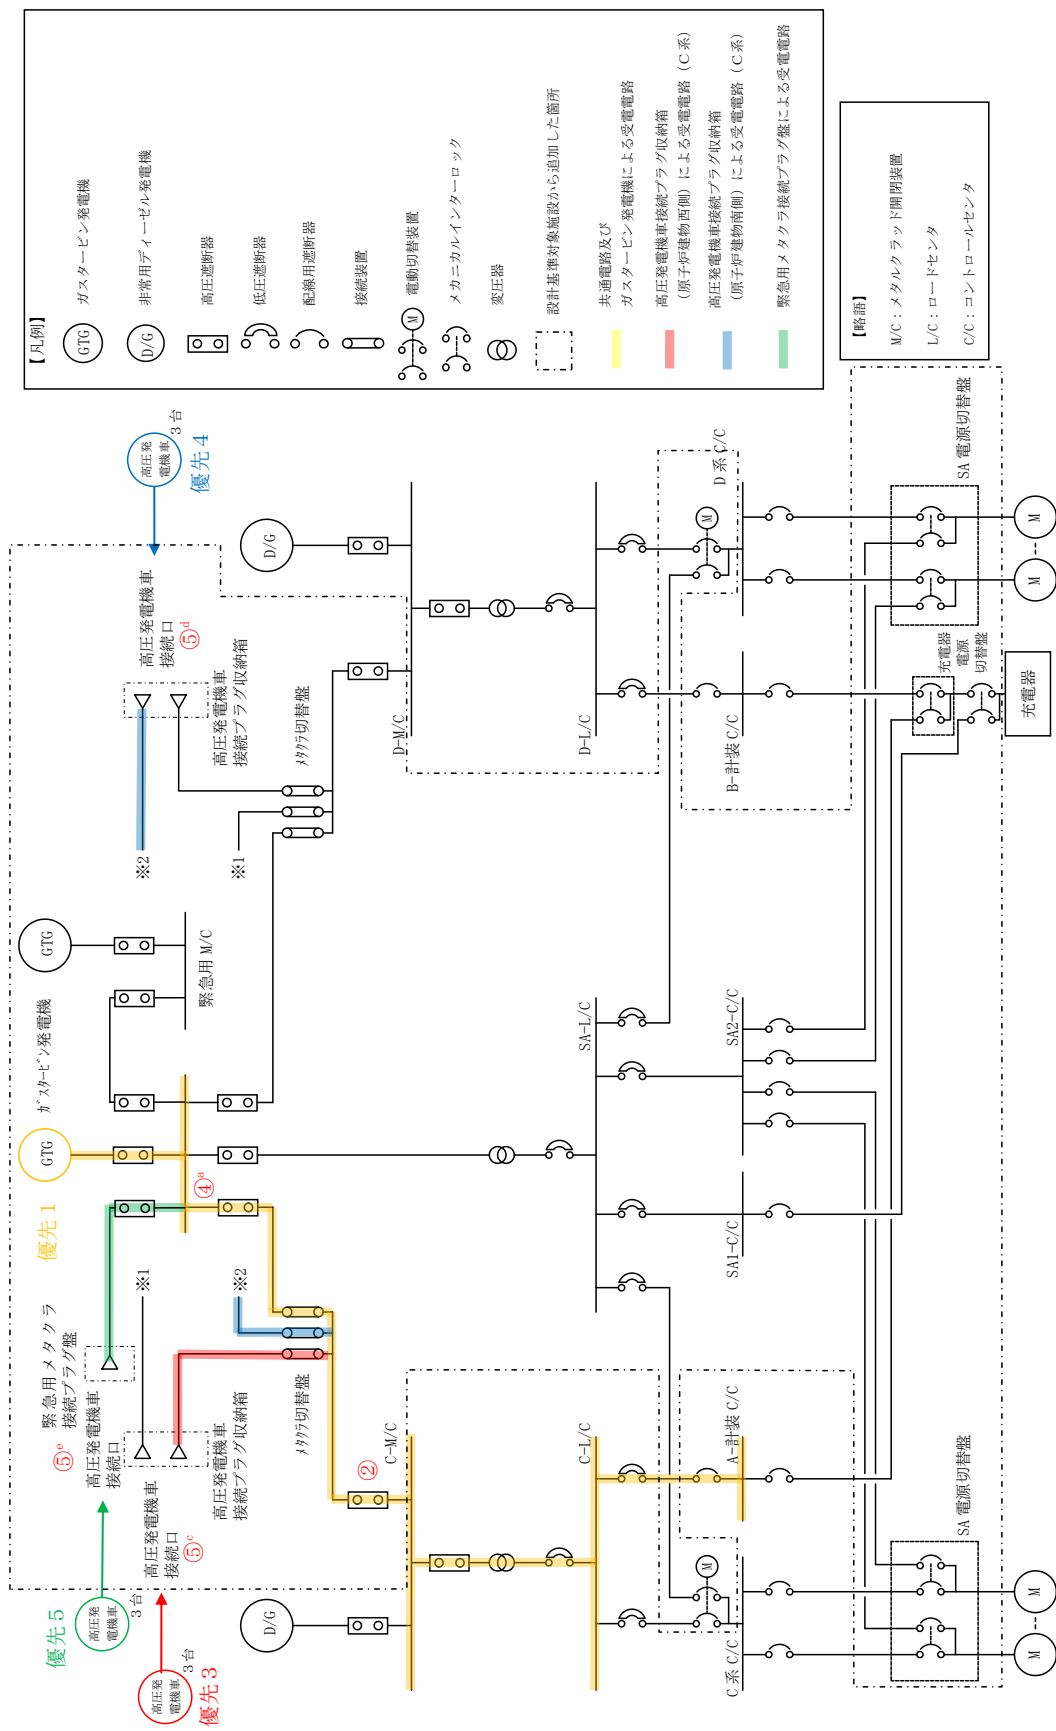 【凡例】
GTG
ガスタービン発電機
D/G
非常用ディーゼル発電機
高圧遮断器
低圧遮断器
配線用遮断器
接続装置
M
電動切替装置
メカニカルインターロック
変圧器
設計基準対象施設から追加した箇所
共通電路及び
ガスタービン発電機による受電電路
高圧発電機車接続プラグ収納箱
(原子炉建物西側)による受電電路(C系)
高圧発電機車接続プラグ収納箱
(原子炉建物南側)による受電電路(C系)
緊急用メタクラ接続プラグ盤による受電電路
【略語】
M/C:メタルクラッド開閉装置
L/C:ロードセンタ
C/C:コントロールセンタ
優先5
高圧発
電機車
3台
優先3
高圧発
電機車
3台
⑤e
高圧発電機車
接続口
緊急用メタクラ
接続プラグ盤
高圧発電機車
接続口
⑤c
高圧発電機車
接続プラグ収納箱
※1
※2
優先1
GTG
ガスタービン発電機
GTG
④a
緊急用M/C
※2
※1
高圧発電機車
接続口
⑤d
高圧発電機車
接続プラグ収納箱
優先4
高圧発
電機車
3台
メタクラ切替盤
メタクラ切替盤
②
D/G
D/G
C-M/C
D-M/C
C-L/C
SA-L/C
D-L/C
M
M
C系C/C
A-計装C/C
SA1-C/C
SA2-C/C
B-計装C/C
D系C/C
SA電源切替盤
充電器
電源
切替盤
SA電源切替盤
M
M
充電器
M
M